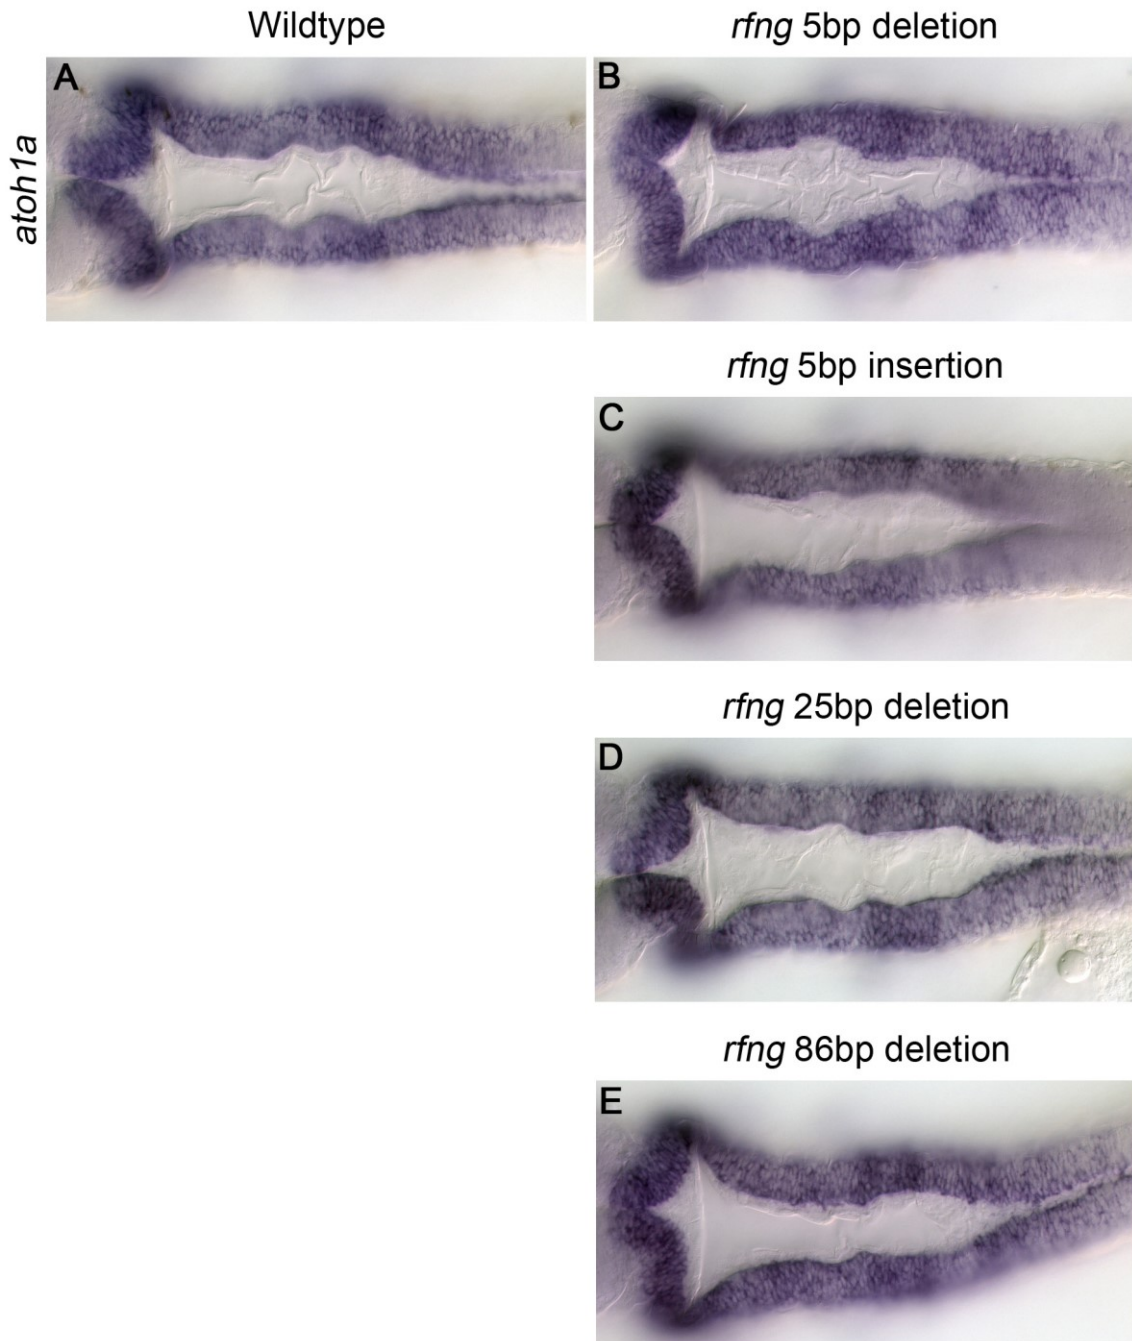 Wildtype
rfng 5bp deletion
A
B
atoh1a
rfng 5bp insertion
C
rfng 25bp deletion
D
rfng 86bp deletion
E